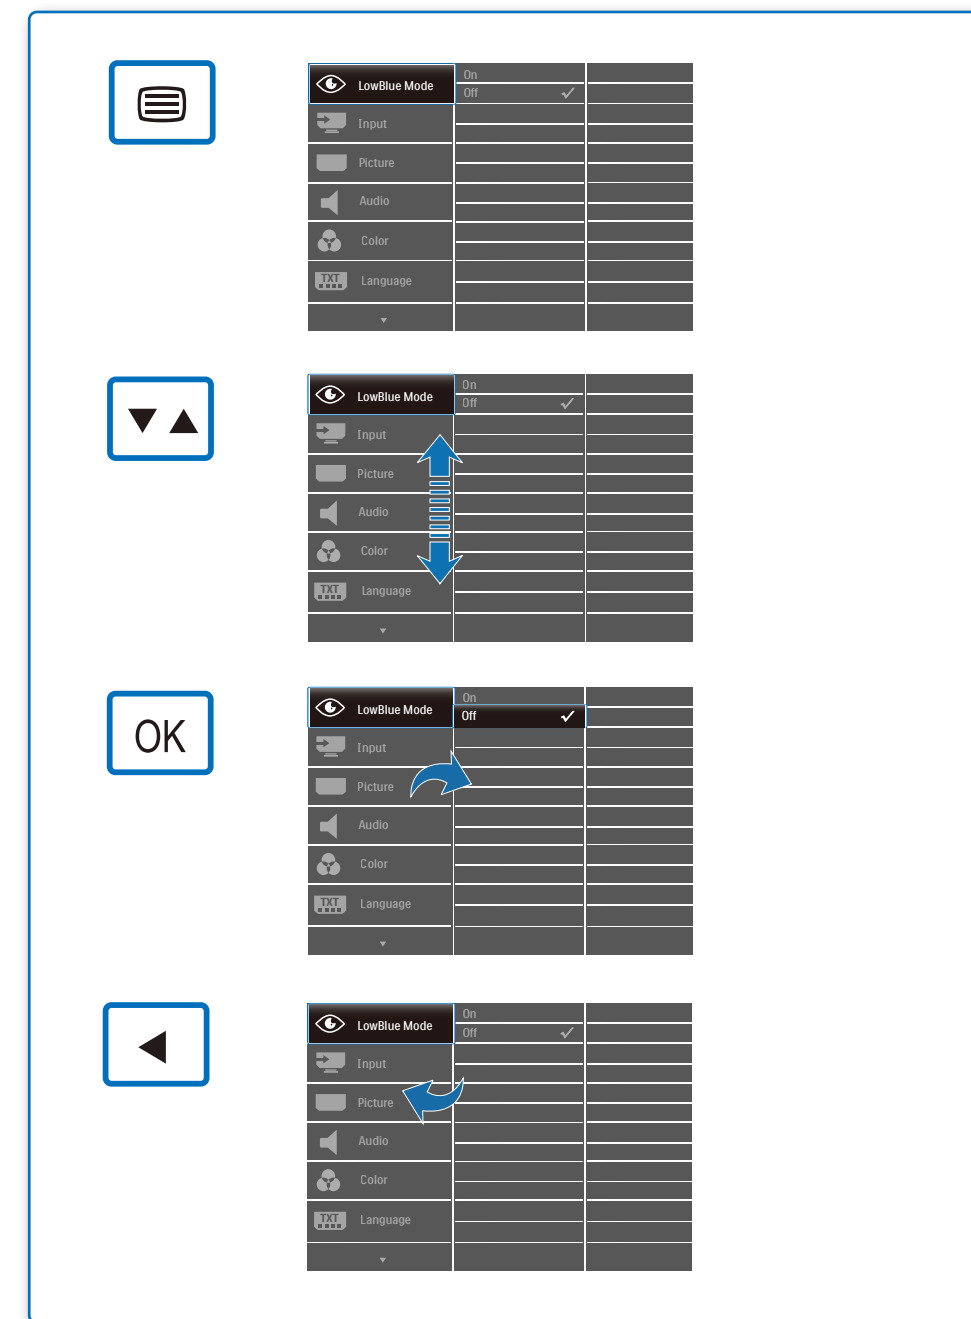 LowBlue Mode
On
Off
Input
Picture
Audio
Color
TXT
Language
LowBlue Mode
On
Off
Input
Picture
Audio
Color
TXT
Language
OK
LowBlue Mode
On
Off
Input
Picture
Audio
Color
TXT
Language
LowBlue Mode
On
Off
Input
Picture
Audio
Color
TXT
Language